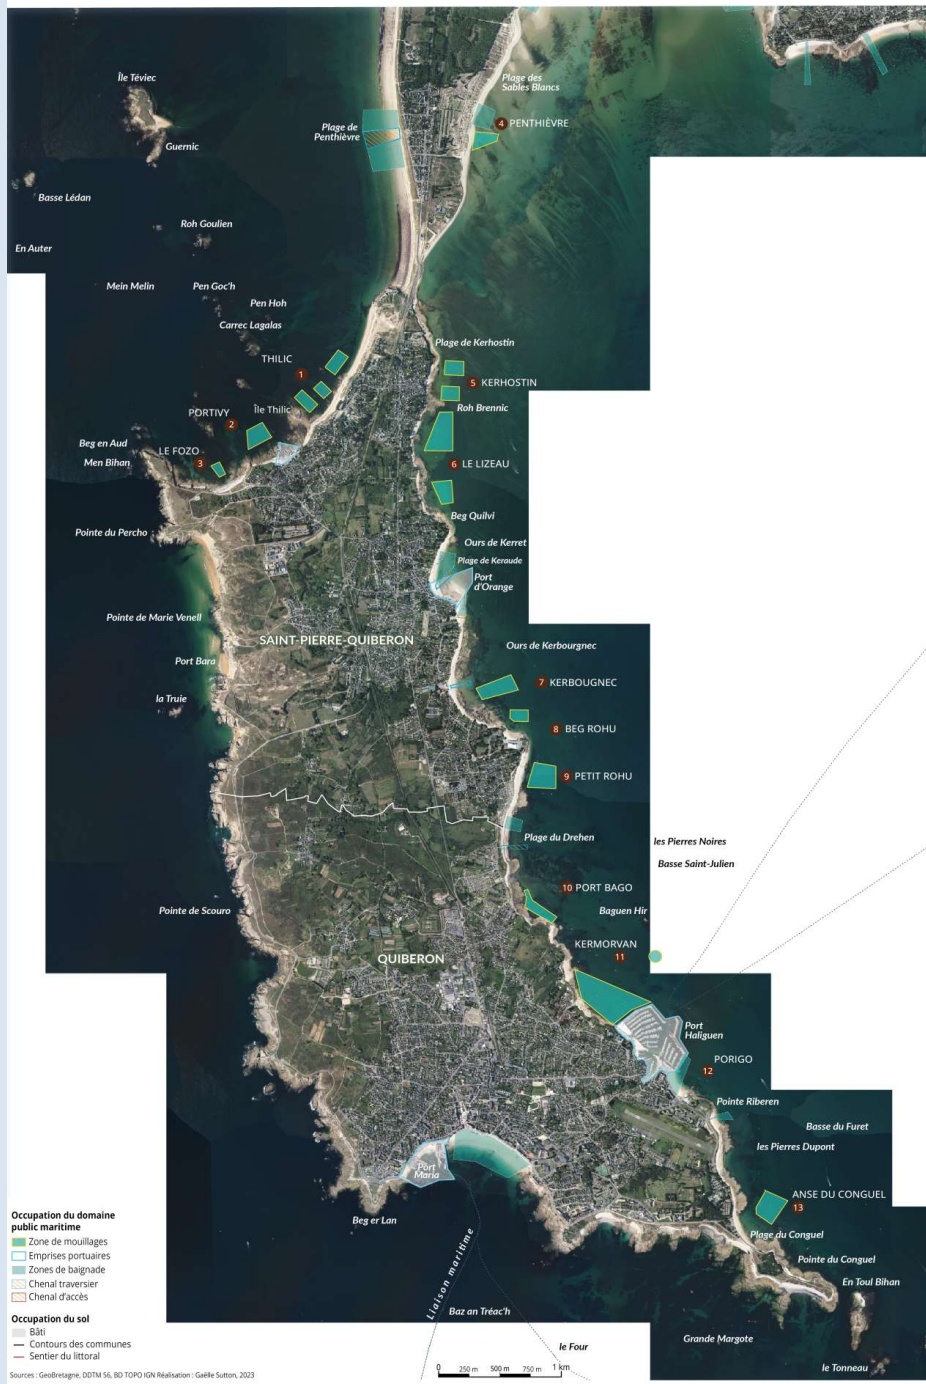 Île Téviec
Guernic
Basse Lédan
Roh Goulien
En Auter
Mein Melin
Pen Goc'h
Pen Hoh
Carrec Lagalas
Plage de
Penthièvre
Plage des
Sables Blancs
4 PENTHIÈVRE
THILIC
1
Île Thilic
PORTIVY
2
LE FOZO
3
Beg en Aud
Men Bihan
Plage de Kerhostin
5 KERHOSTIN
Roh Brennic
6 LE LIZEAU
Beg Quilvi
Ours de Kerret
Plage de Keraude
Port
d'Orange
Pointe du Percho
Pointe de Marie Venell
SAINT-PIERRE-QUIBERON
Port Bara
la Truie
Ours de Kerbourgnec
7 KERBOUGNEC
8 BEG ROHU
9 PETIT ROHU
Plage du Drehen
les Pierres Noires
Basse Saint-Julien
10 PORT BAGO
Baguen Hir
Pointe de Scouro
KERMORVAN
11
QUIBERON
Port
Haliguen
PORIGO
12
Pointe Riberen
Basse du Furet
les Pierres Dupont
Port
Maria
Beg er Lan
ANSE DU CONGUEL
13
Plage du Conguel
Pointe du Conguel
En Toul Bihan
Liaison maritime
Baz an Tréac'h
le Four
Grande Margote
le Tonneau
Occupation du domaine
public maritime
Zone de mouillages
Emprises portuaires
Zones de baignade
Chenal traversier
Chenal d'accès
Occupation du sol
Bâti
Contours des communes
Sentier du littoral
Sources : GeoBretagne, DDTM 56, BD TOPO IGN Réalisation : Gaëlle Sutton, 2023
0 250 m 500 m 750 m 1 km